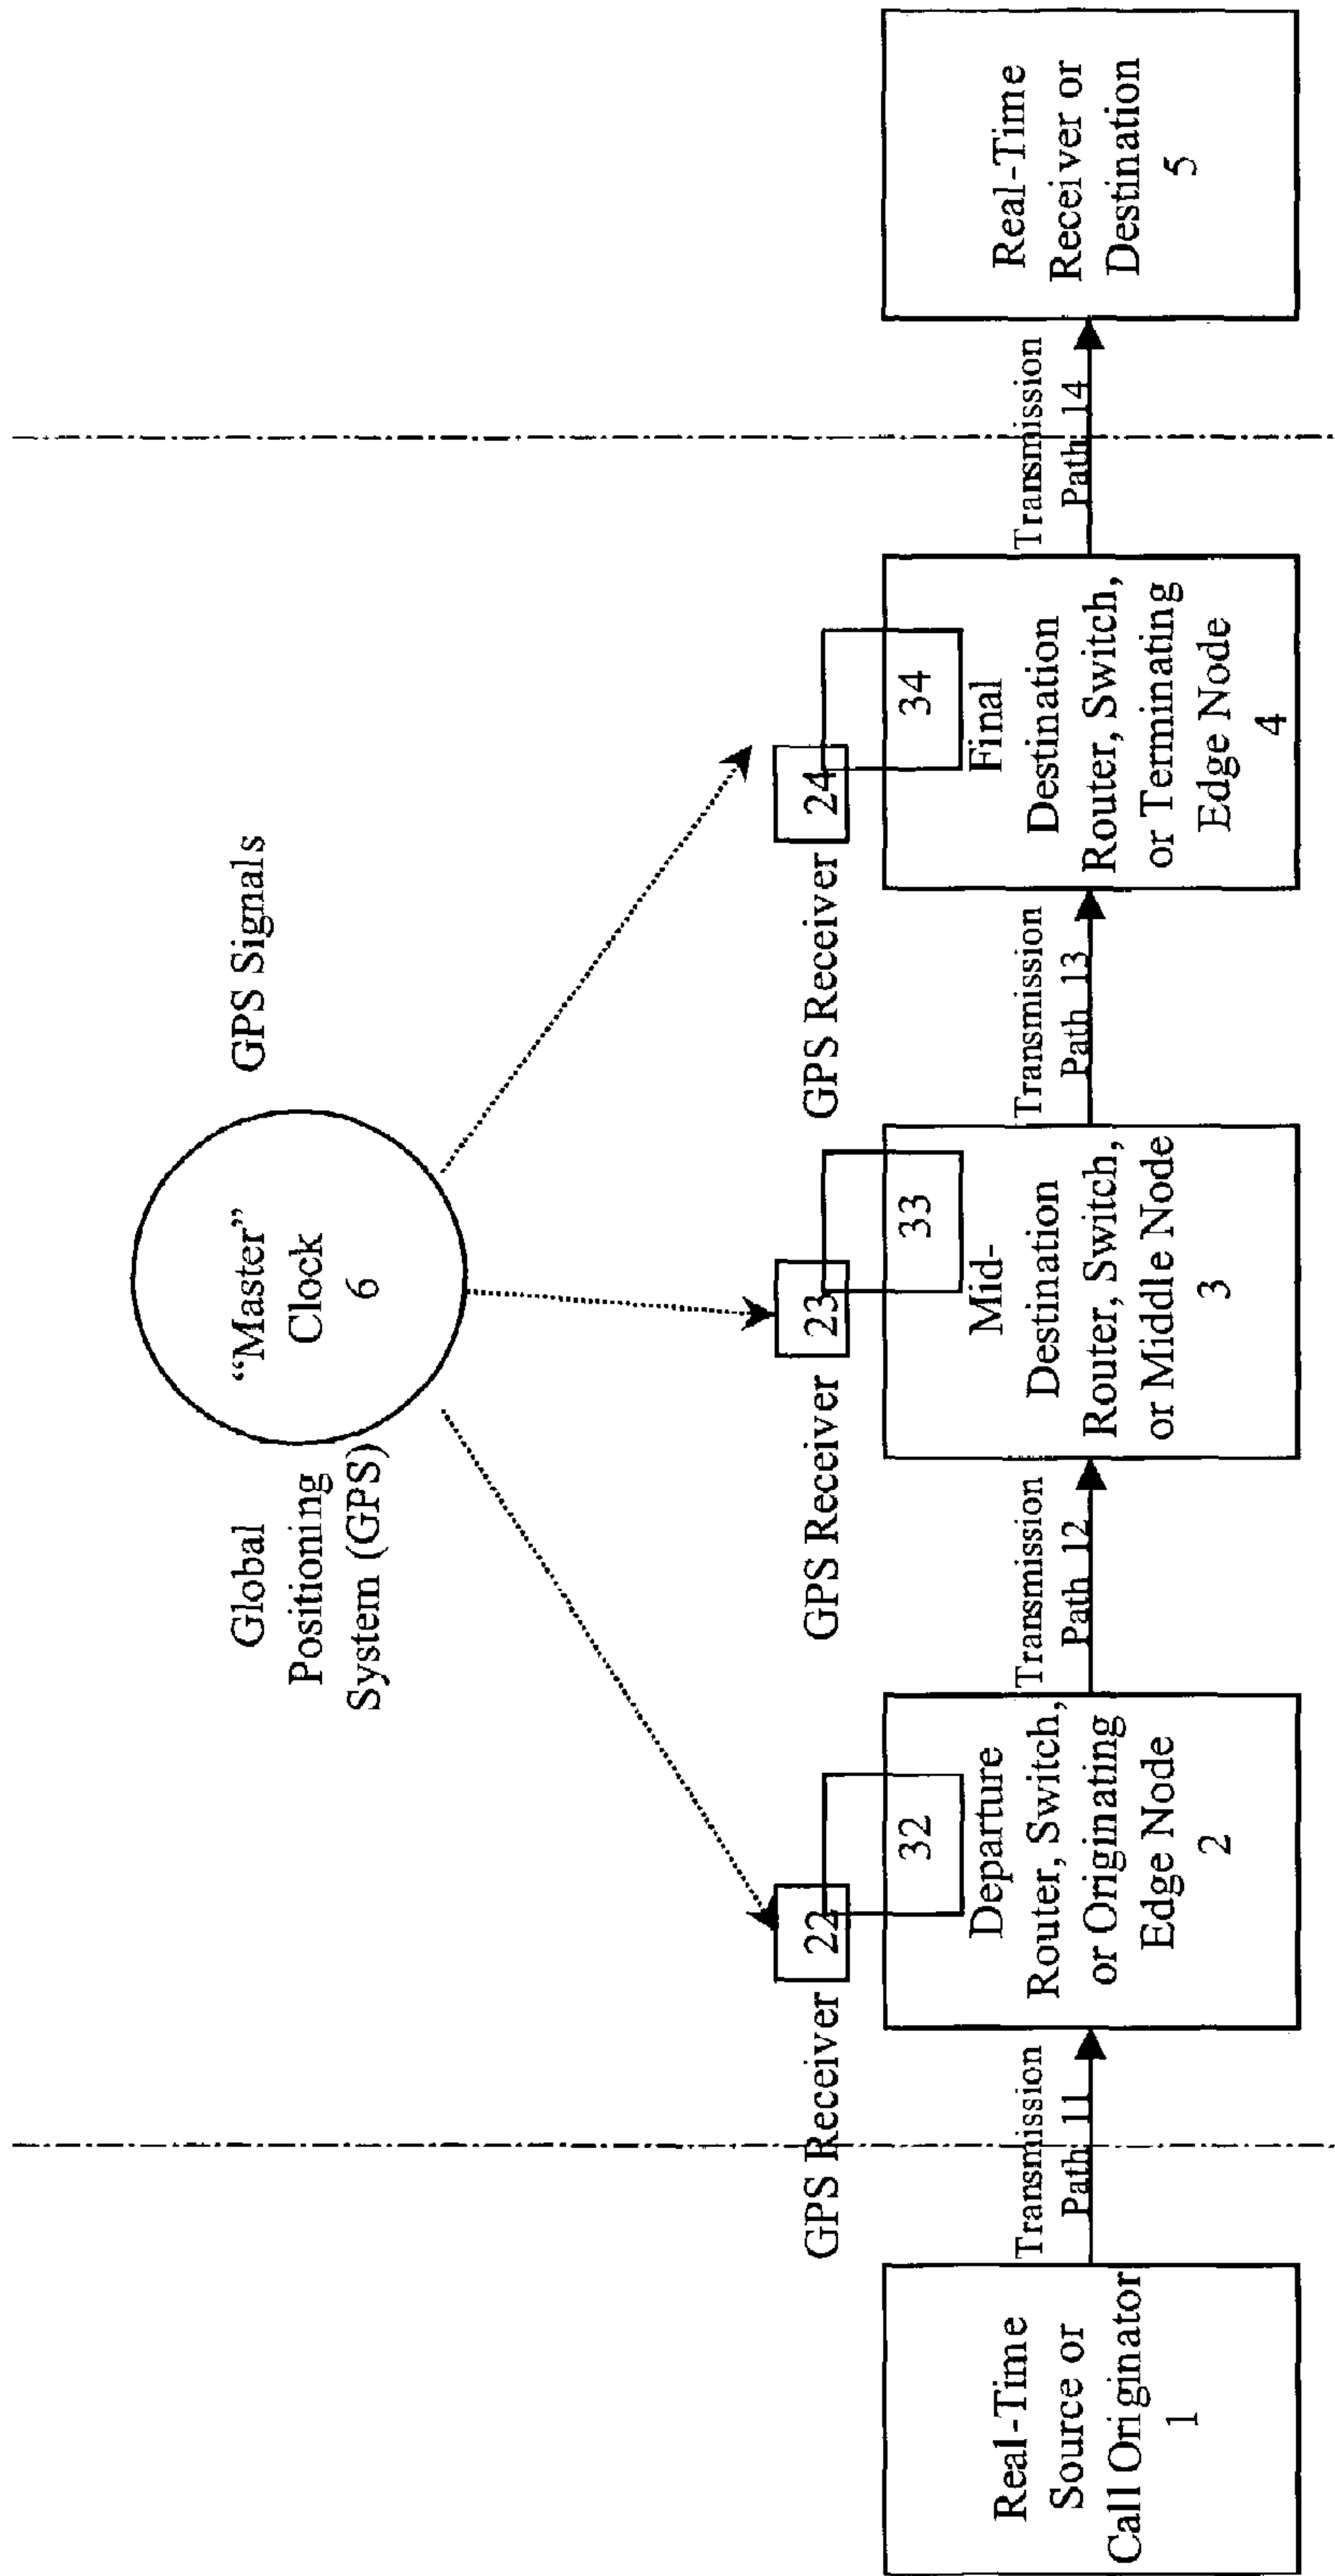 Global
Positioning
System (GPS)
“Master”
Clock
6
GPS Signals
GPS Receiver
22
32
GPS Receiver
23
33
GPS Receiver
24
34
Real-Time
Source or
Call Originator
1
Transmission
Path 11
Departure
Router, Switch,
or Originating
Edge Node
2
Transmission
Path 12
Mid-
Destination
Router, Switch,
or Middle Node
3
Transmission
Path 13
Final
Destination
Router, Switch,
or Terminating
Edge Node
4
Transmission
Path 14
Real-Time
Receiver or
Destination
5